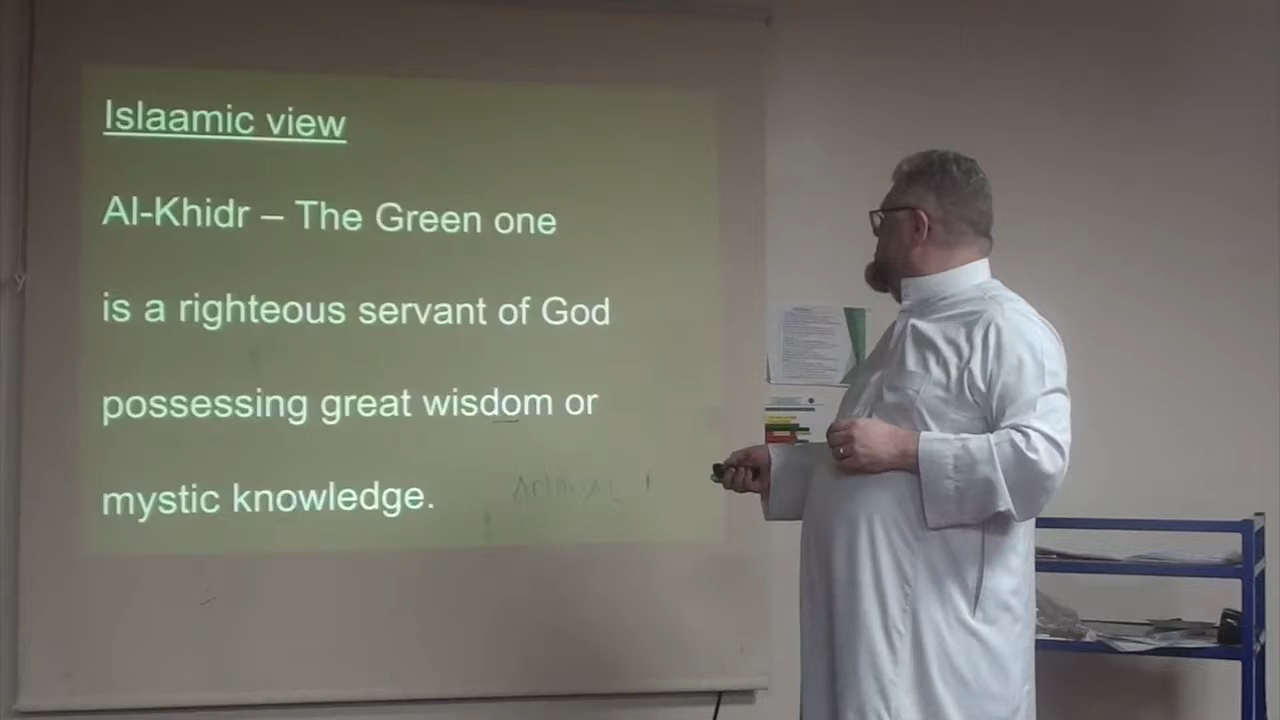 Islaamic view
Al-Khidr – The Green one
is a righteous servant of God
possessing great wisdom or
mystic knowledge.